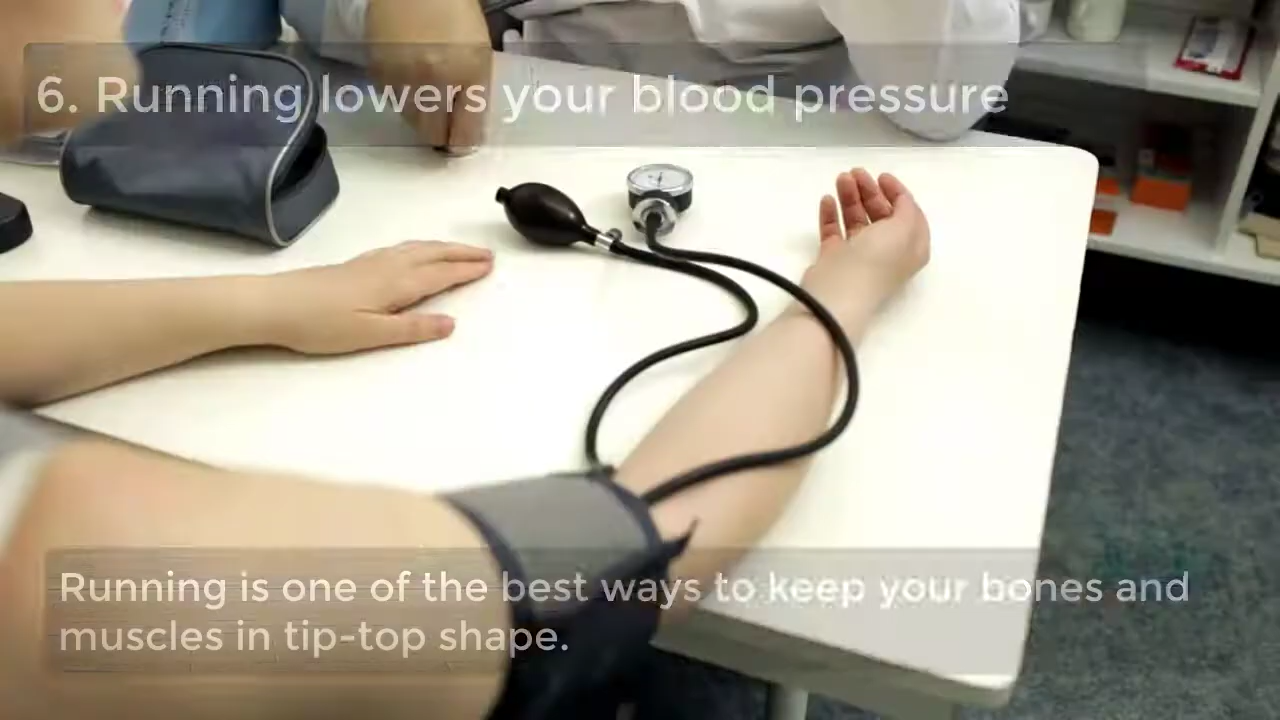 6. Running lowers your blood pressure
Running is one of the best ways to keep your bones and
muscles in tip-top shape.